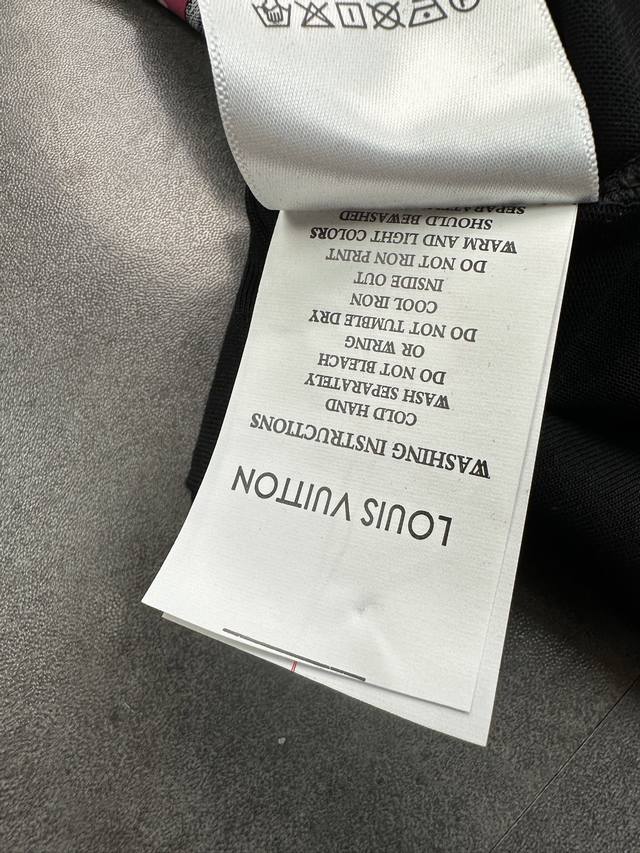 LOUIS VUITTON
WASHING INSTRUCTIONS
COLD HAND
WASH SEPARATELY
DO NOT BLEACH
OR WRING
DO NOT TUMBLE DRY
COOL IRON
INSIDE OUT
DO NOT IRON PRINT
WARM AND LIGHT COLORS
SHOULD BEWASHED